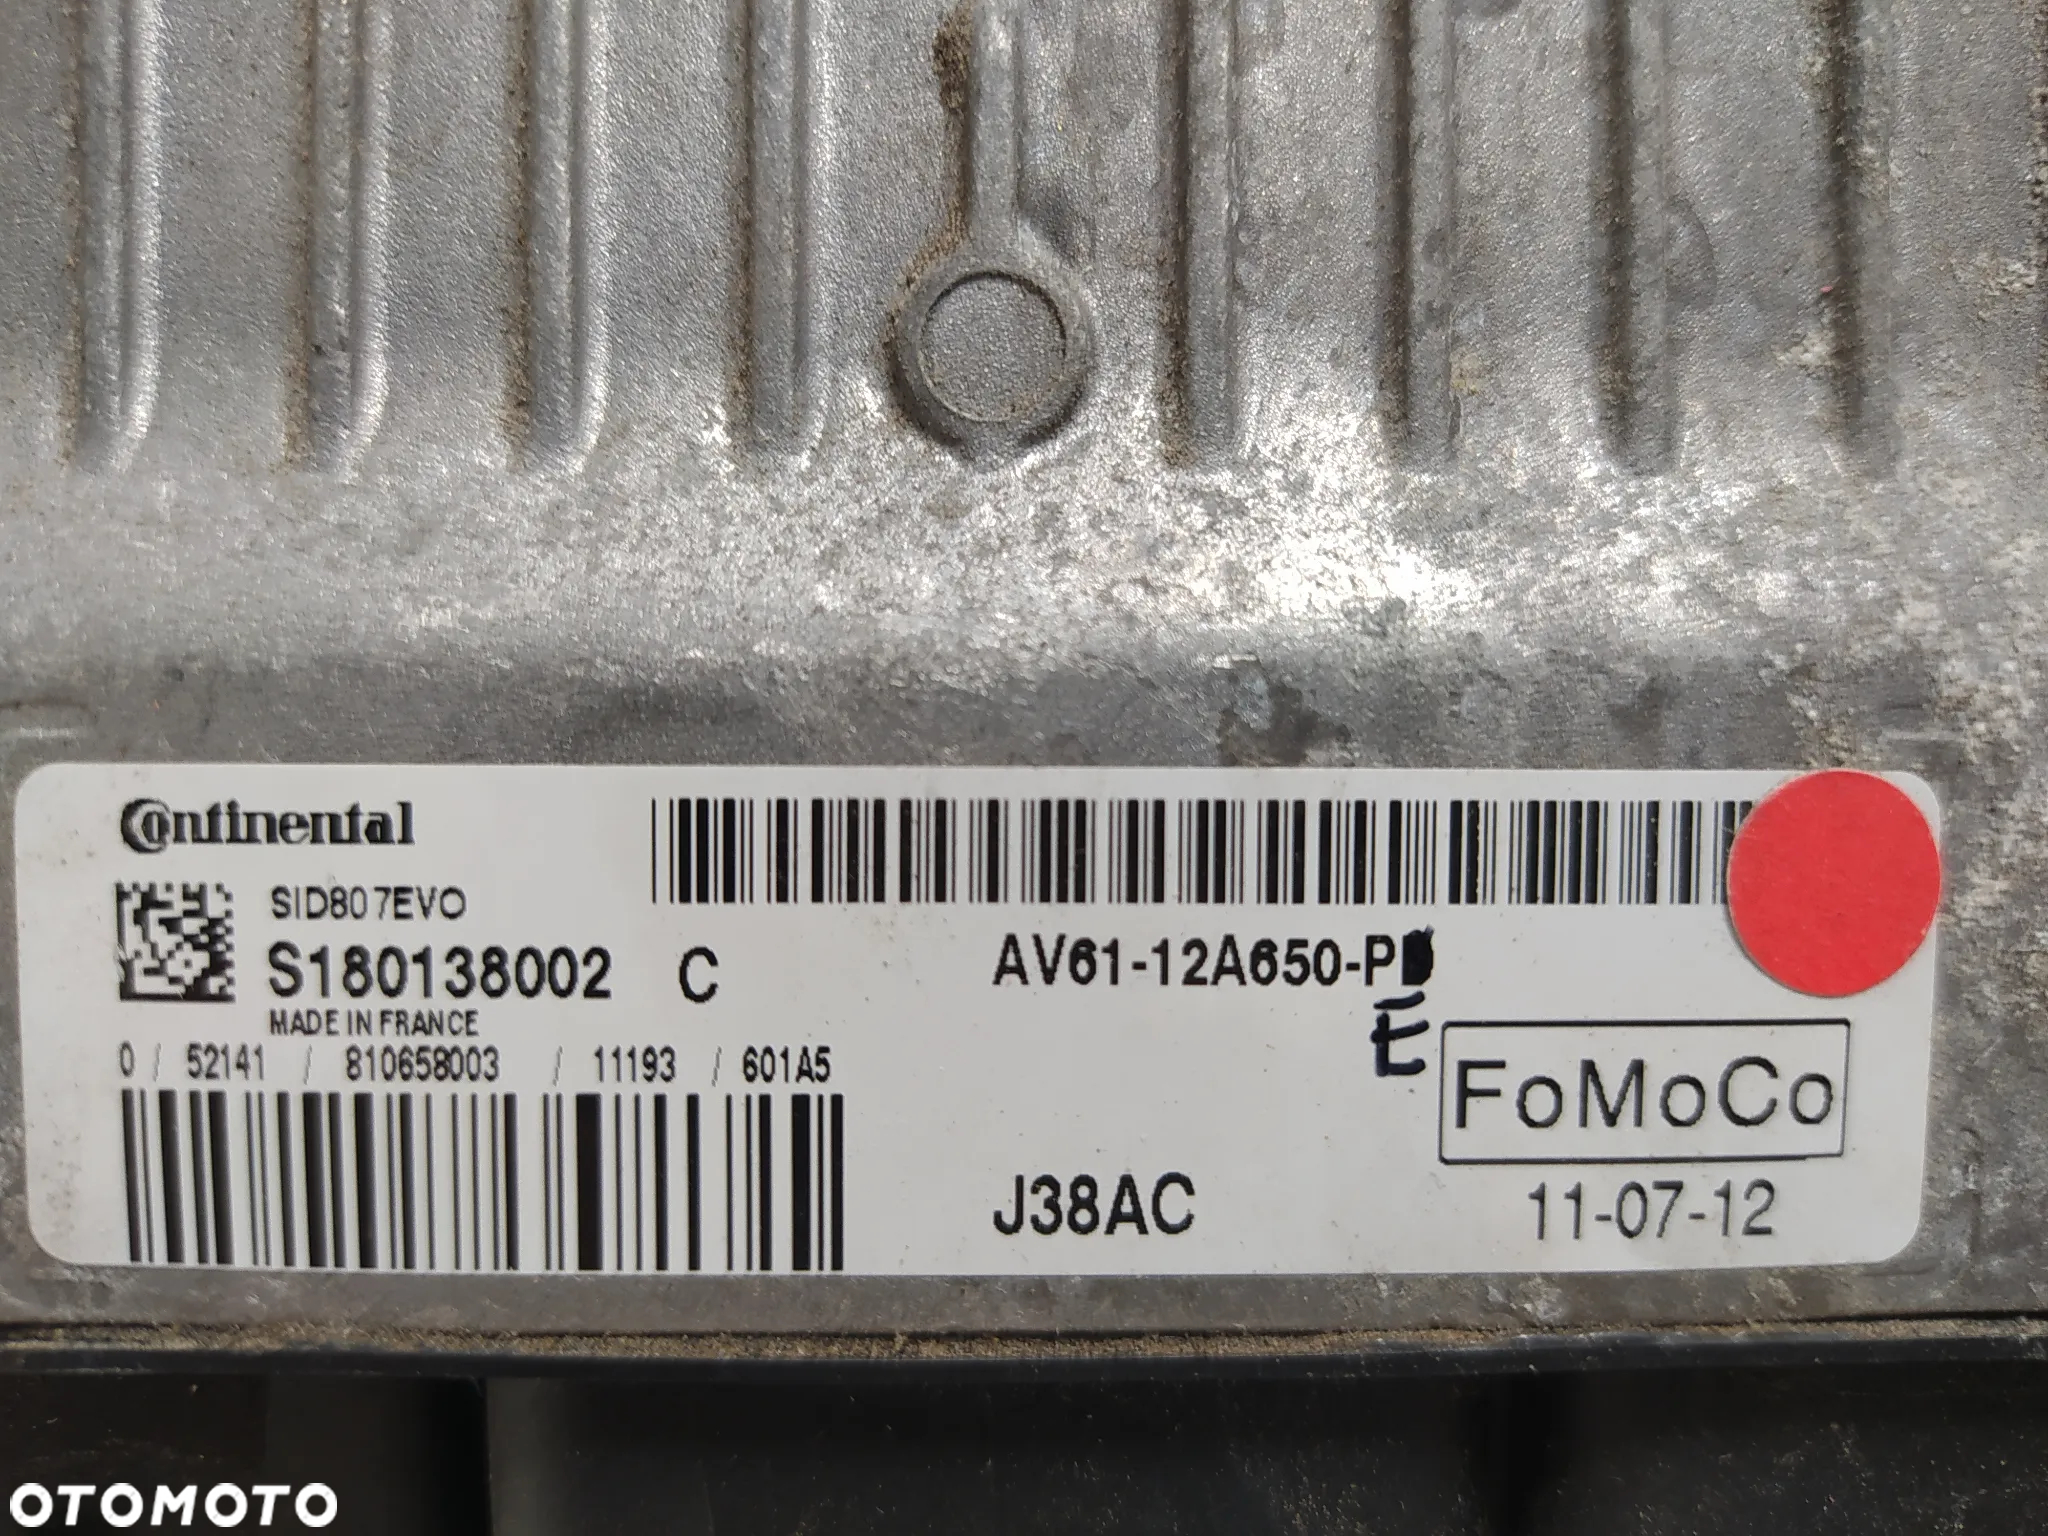 Continental
SID807EVO
S180138002 C
MADE IN FRANCE
0 / 52141 / 810658003 / 11193 / 601A5
AV61-12A650-P
E
FoMoCo
J38AC
11-07-12
OTOMOTO